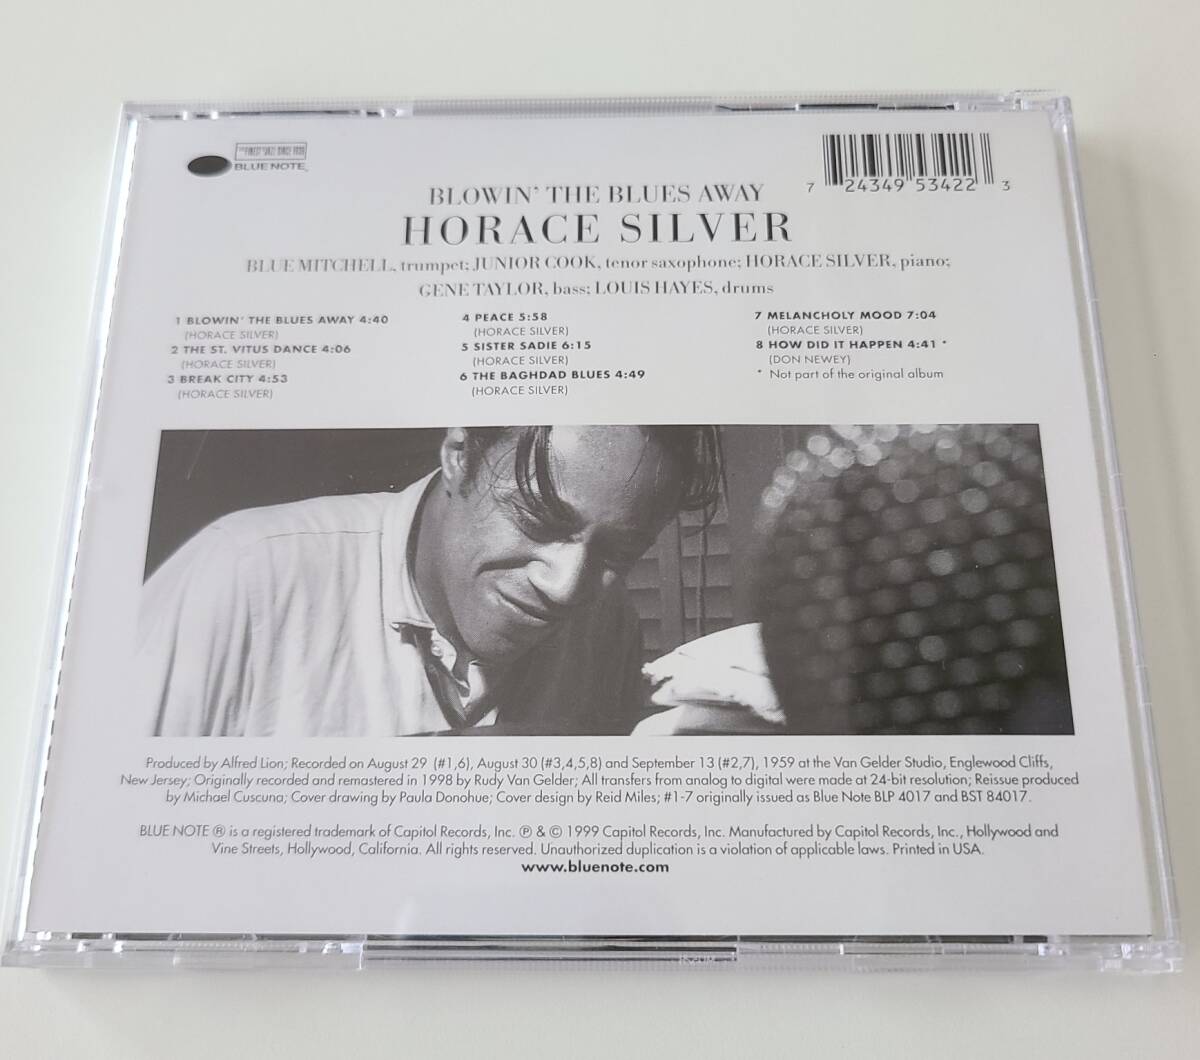 THE FINEST IN JAZZ SINCE 1939
BLUE NOTE
7 24349 53422 3
BLOWIN' THE BLUES AWAY
HORACE SILVER
BLUE MITCHELL, trumpet; JUNIOR COOK, tenor saxophone; HORACE SILVER, piano;
GENE TAYLOR, bass; LOUIS HAYES, drums
1 BLOWIN' THE BLUES AWAY 4:40
(HORACE SILVER)
2 THE ST. VITUS DANCE 4:06
(HORACE SILVER)
3 BREAK CITY 4:53
(HORACE SILVER)
4 PEACE 5:58
(HORACE SILVER)
5 SISTER SADIE 6:15
(HORACE SILVER)
6 THE BAGHDAD BLUES 4:49
(HORACE SILVER)
7 MELANCHOLY MOOD 7:04
(HORACE SILVER)
8 HOW DID IT HAPPEN 4:41 *
(DON NEWEY)
* Not part of the original album
Produced by Alfred Lion; Recorded on August 29 (#1,6), August 30 (#3,4,5,8) and September 13 (#2,7), 1959 at the Van Gelder Studio, Englewood Cliffs,
New Jersey; Originally recorded and remastered in 1998 by Rudy Van Gelder; All transfers from analog to digital were made at 24-bit resolution; Reissue produced
by Michael Cuscuna; Cover drawing by Paula Donohue; Cover design by Reid Miles; #1-7 originally issued as Blue Note BLP 4017 and BST 84017.
BLUE NOTE ® is a registered trademark of Capitol Records, Inc. ℗ & © 1999 Capitol Records, Inc. Manufactured by Capitol Records, Inc., Hollywood and
Vine Streets, Hollywood, California. All rights reserved. Unauthorized duplication is a violation of applicable laws. Printed in USA.
www.bluenote.com